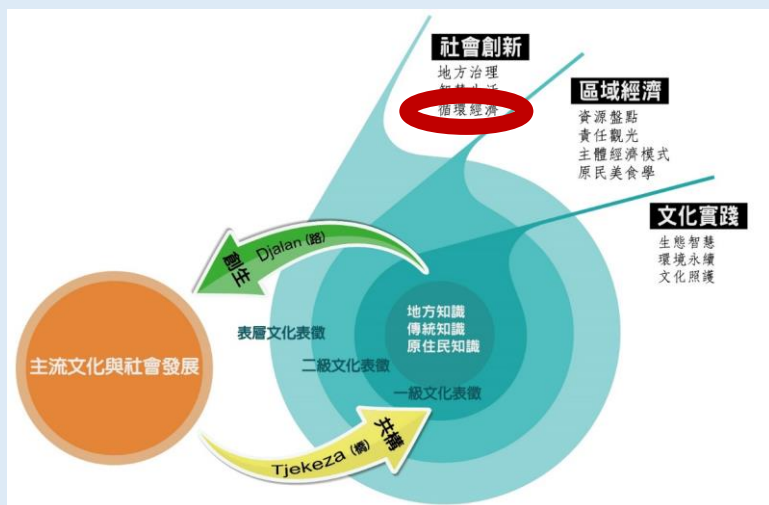 社會創新
地方治理
智慧生活
循環經濟
區域經濟
資源盤點
責任觀光
主體經濟模式
原民美食學
文化實踐
生態智慧
環境永續
文化照護
創生 Djalan (路)
地方知識
傳統知識
原住民知識
表層文化表徵
二級文化表徵
一級文化表徵
主流文化與社會發展
Tjekeza (橋) 共構